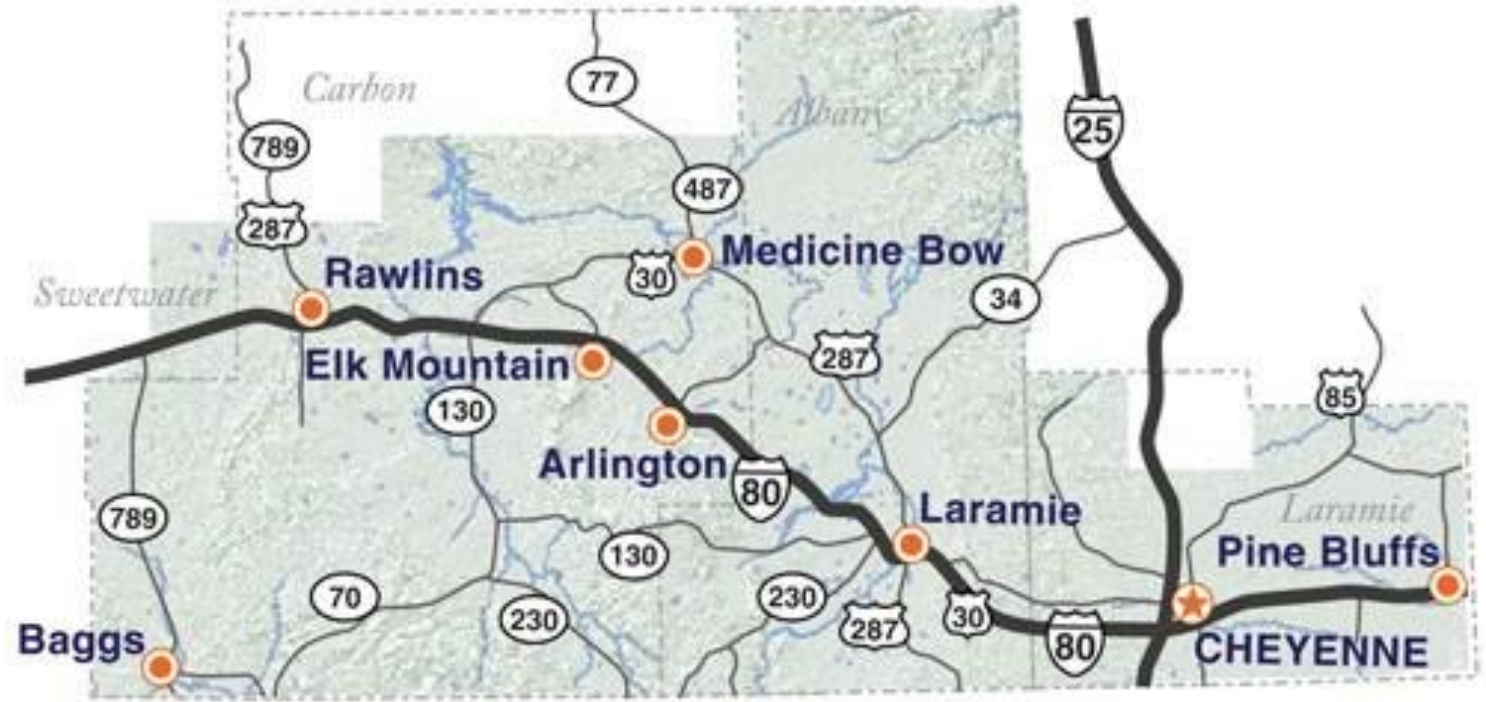 77
Carbon
Albany
25
789
487
287
Medicine Bow
Rawlins
30
Sweetwater
34
287
Elk Mountain
85
130
Arlington
80
Laramie
Laramie
789
130
Pine Bluffs
70
230
230
287
30
80
Baggs
CHEYENNE